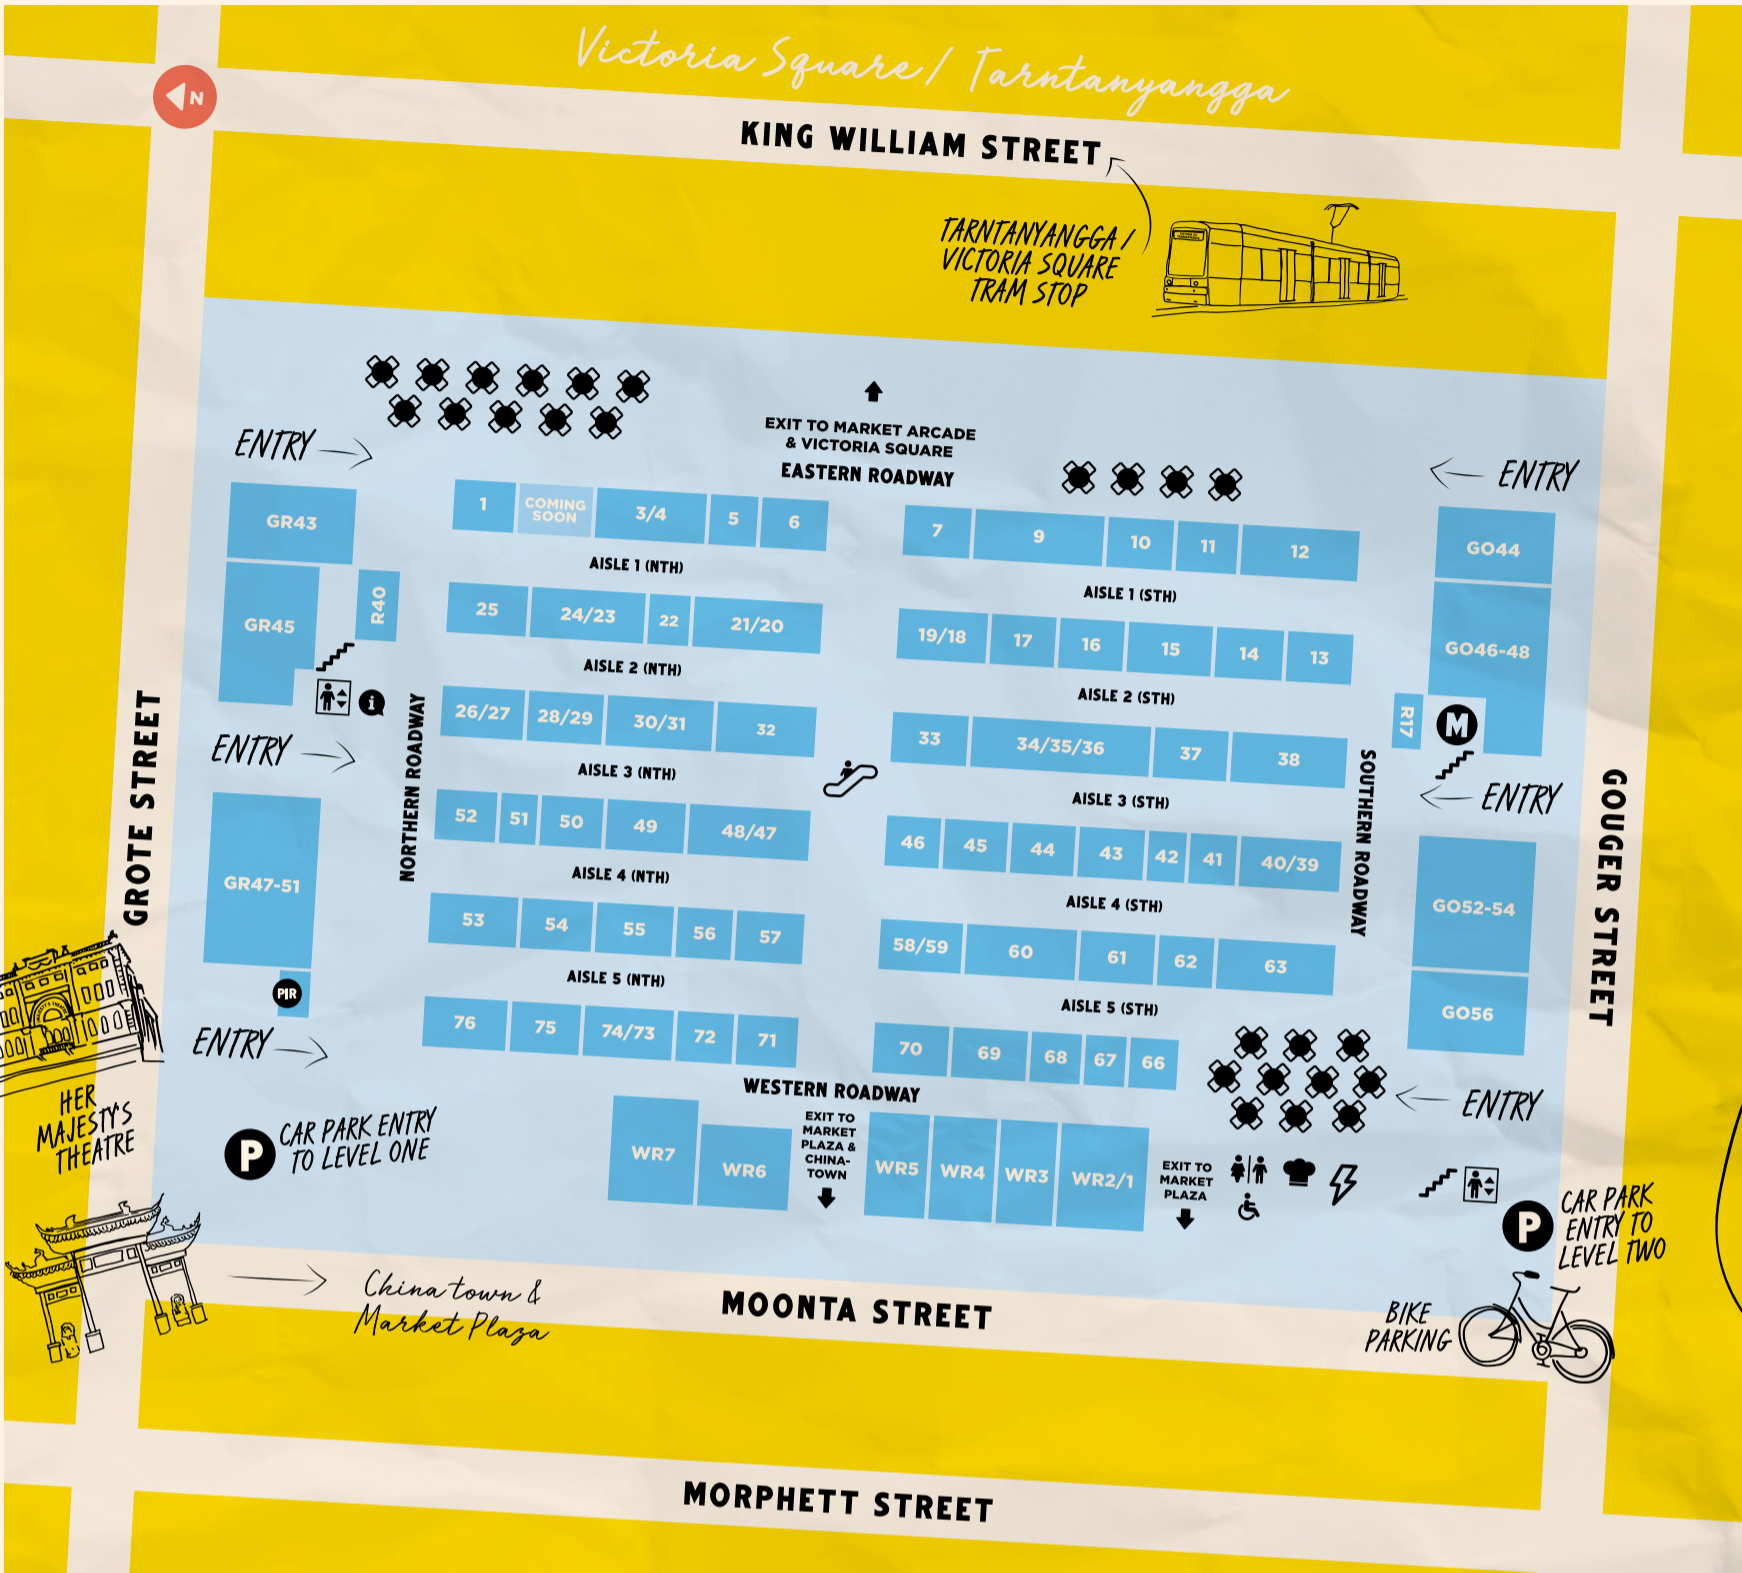 Victoria Square / Tarntanyangga
N
KING WILLIAM STREET
TARNTANYANGGA /
VICTORIA SQUARE
TRAM STOP
EXIT TO MARKET ARCADE
& VICTORIA SQUARE
EASTERN ROADWAY
ENTRY
ENTRY
GR43
1
COMING
SOON
3/4
5
6
7
9
10
11
12
GO44
AISLE 1 (NTH)
AISLE 1 (STH)
GR45
R40
25
24/23
22
21/20
19/18
17
16
15
14
13
GO46-48
AISLE 2 (NTH)
AISLE 2 (STH)
i
26/27
28/29
30/31
32
33
34/35/36
37
38
R17
M
ENTRY
NORTHERN ROADWAY
AISLE 3 (NTH)
AISLE 3 (STH)
SOUTHERN ROADWAY
ENTRY
GROTE STREET
GOUGER STREET
52
51
50
49
48/47
46
45
44
43
42
41
40/39
GR47-51
AISLE 4 (NTH)
AISLE 4 (STH)
GO52-54
53
54
55
56
57
58/59
60
61
62
63
PIR
AISLE 5 (NTH)
AISLE 5 (STH)
GO56
76
75
74/73
72
71
70
69
68
67
66
ENTRY
WESTERN ROADWAY
ENTRY
HER
MAJESTY'S
THEATRE
P
CAR PARK ENTRY
TO LEVEL ONE
WR7
WR6
EXIT TO
MARKET
PLAZA &
CHINA-
TOWN
WR5
WR4
WR3
WR2/1
EXIT TO
MARKET
PLAZA
P
CAR PARK
ENTRY TO
LEVEL TWO
China town &
Market Plaza
MOONTA STREET
BIKE
PARKING
MORPHETT STREET